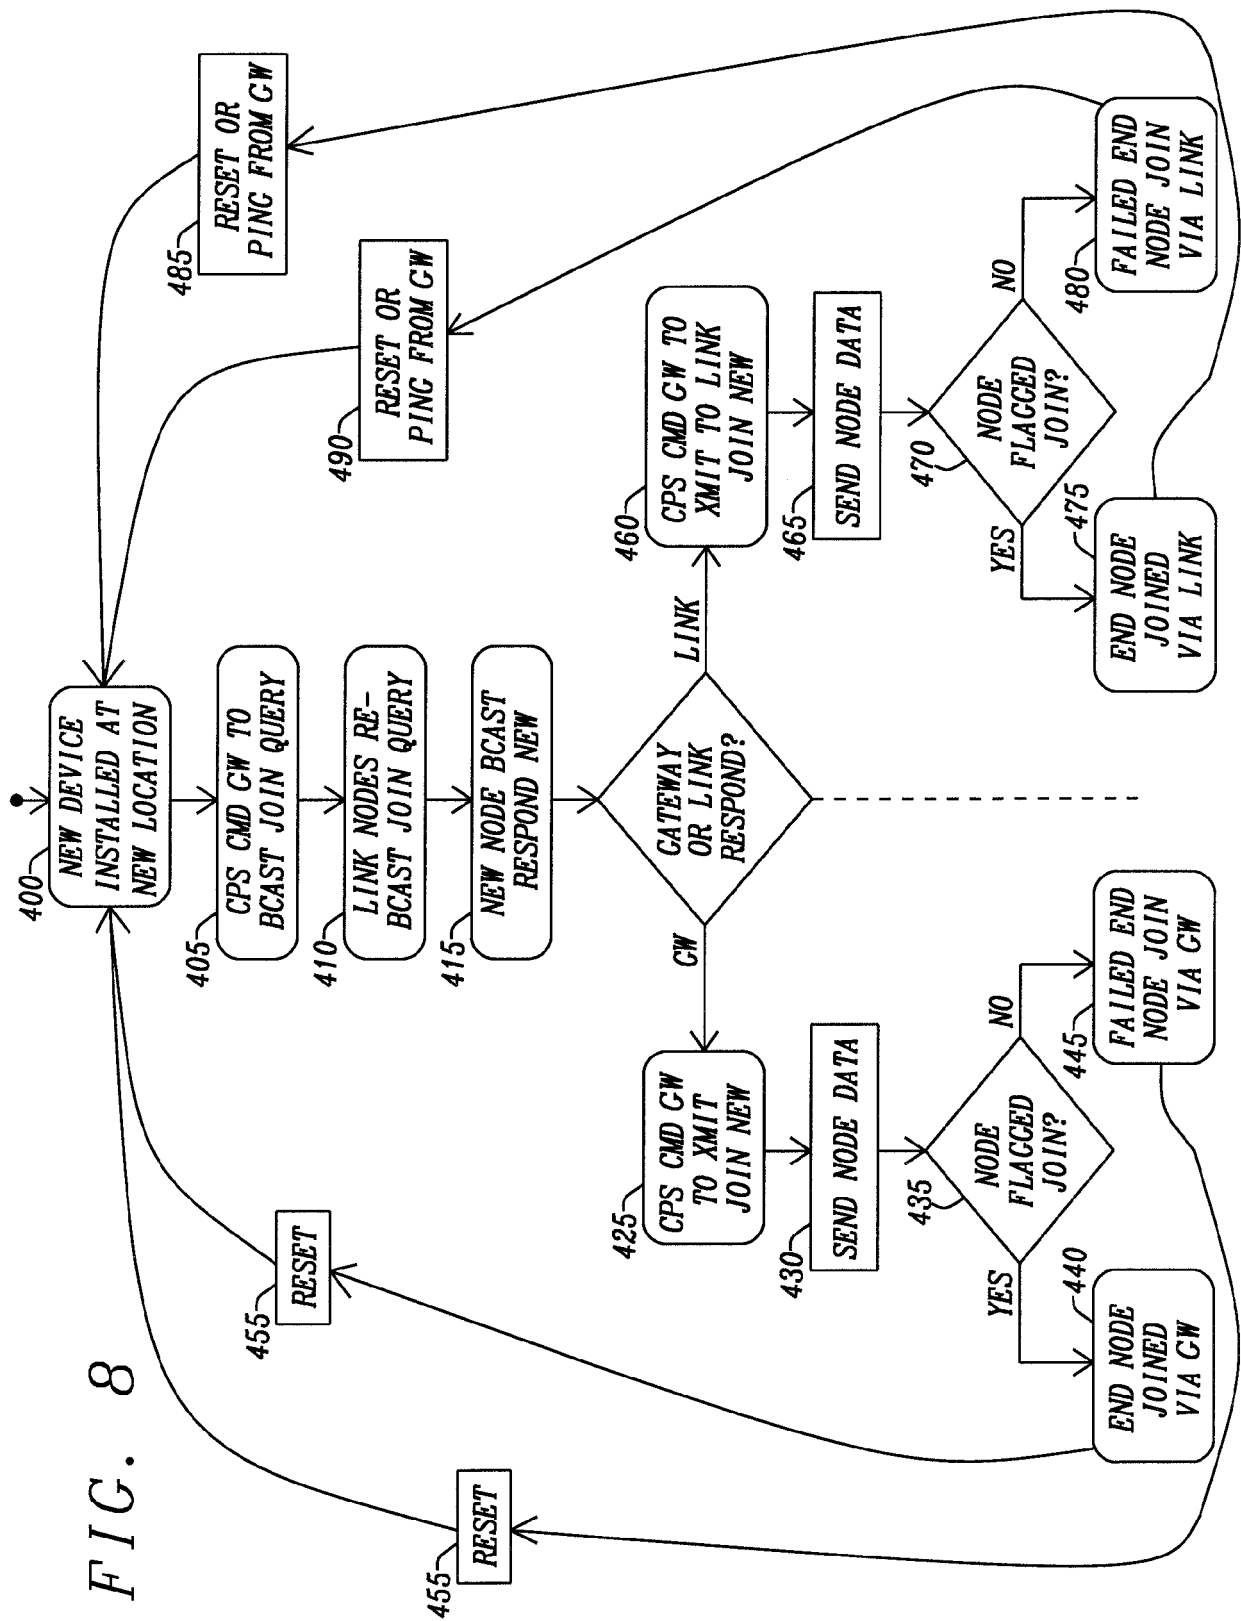 FIG. 8
400
NEW DEVICE
INSTALLED AT
NEW LOCATION
405
CPS CMD GW TO
BCAST JOIN QUERY
410
LINK NODES RE-
BCAST JOIN QUERY
415
NEW NODE BCAST
RESPOND NEW
GATEWAY
OR LINK
RESPOND?
GW
LINK
425
CPS CMD GW
TO XMIT
JOIN NEW
430
SEND NODE DATA
435
NODE
FLAGGED
JOIN?
YES
NO
440
END NODE
JOINED
VIA GW
445
FAILED END
NODE JOIN
VIA GW
455
RESET
455
RESET
460
CPS CMD GW TO
XMIT TO LINK
JOIN NEW
465
SEND NODE DATA
470
NODE
FLAGGED
JOIN?
YES
NO
475
END NODE
JOINED
VIA LINK
480
FAILED END
NODE JOIN
VIA LINK
485
RESET OR
PING FROM GW
490
RESET OR
PING FROM GW